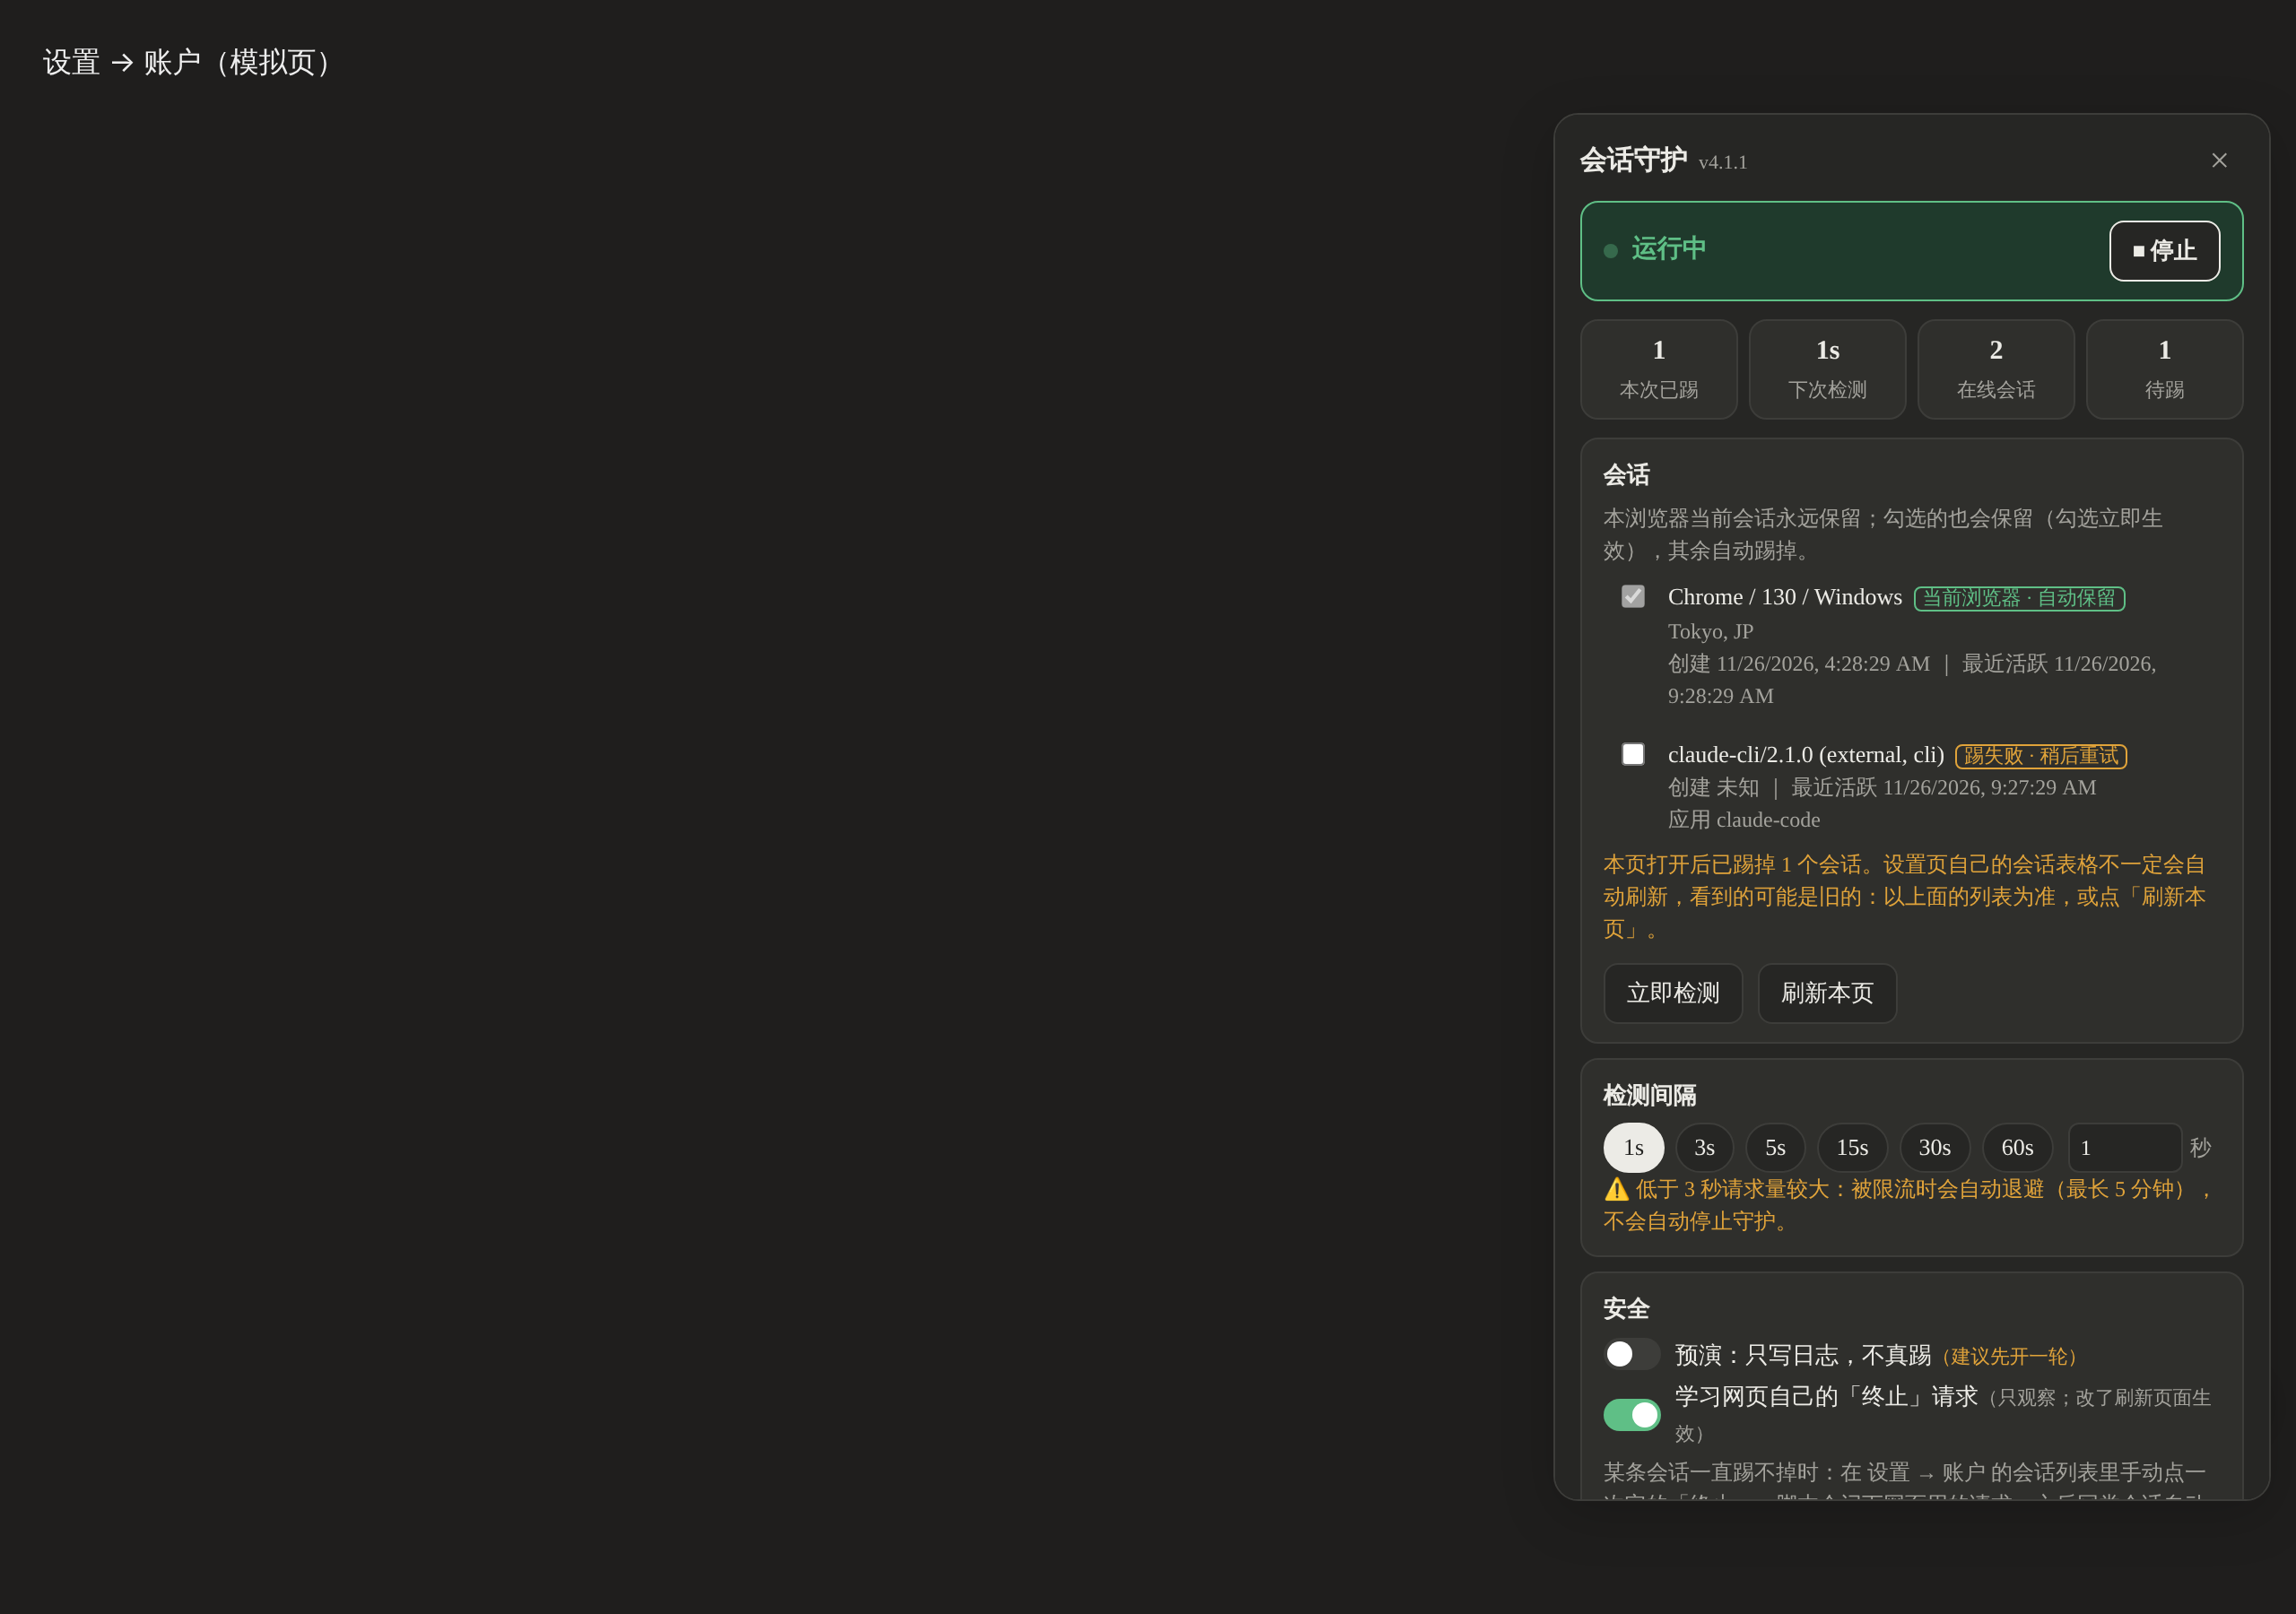 设置 → 账户（模拟页）
会话守护 v4.1.1 ×
运行中 ■ 停止
1 1s 2 1
本次已踢 下次检测 在线会话 待踢
会话
本浏览器当前会话永远保留；勾选的也会保留（勾选立即生
效），其余自动踢掉。
Chrome / 130 / Windows 当前浏览器 · 自动保留
Tokyo, JP
创建 11/26/2026, 4:28:29 AM ｜ 最近活跃 11/26/2026,
9:28:29 AM
claude-cli/2.1.0 (external, cli) 踢失败 · 稍后重试
创建 未知 ｜ 最近活跃 11/26/2026, 9:27:29 AM
应用 claude-code
本页打开后已踢掉 1 个会话。设置页自己的会话表格不一定会自
动刷新，看到的可能是旧的：以上面的列表为准，或点「刷新本
页」。
立即检测 刷新本页
检测间隔
1s 3s 5s 15s 30s 60s 1 秒
⚠️ 低于 3 秒请求量较大：被限流时会自动退避（最长 5 分钟），
不会自动停止守护。
安全
预演：只写日志，不真踢（建议先开一轮）
学习网页自己的「终止」请求（只观察；改了刷新页面生
效）
某条会话一直踢不掉时：在 设置 → 账户 的会话列表里手动点一